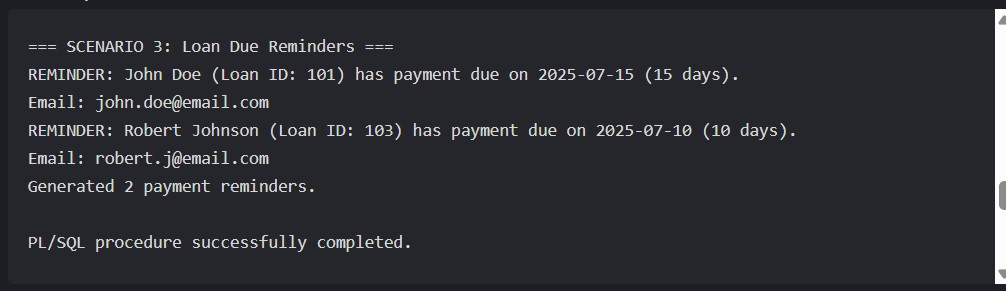 === SCENARIO 3: Loan Due Reminders ===
REMINDER: John Doe (Loan ID: 101) has payment due on 2025-07-15 (15 days).
Email: john.doe@email.com
REMINDER: Robert Johnson (Loan ID: 103) has payment due on 2025-07-10 (10 days).
Email: robert.j@email.com
Generated 2 payment reminders.
PL/SQL procedure successfully completed.